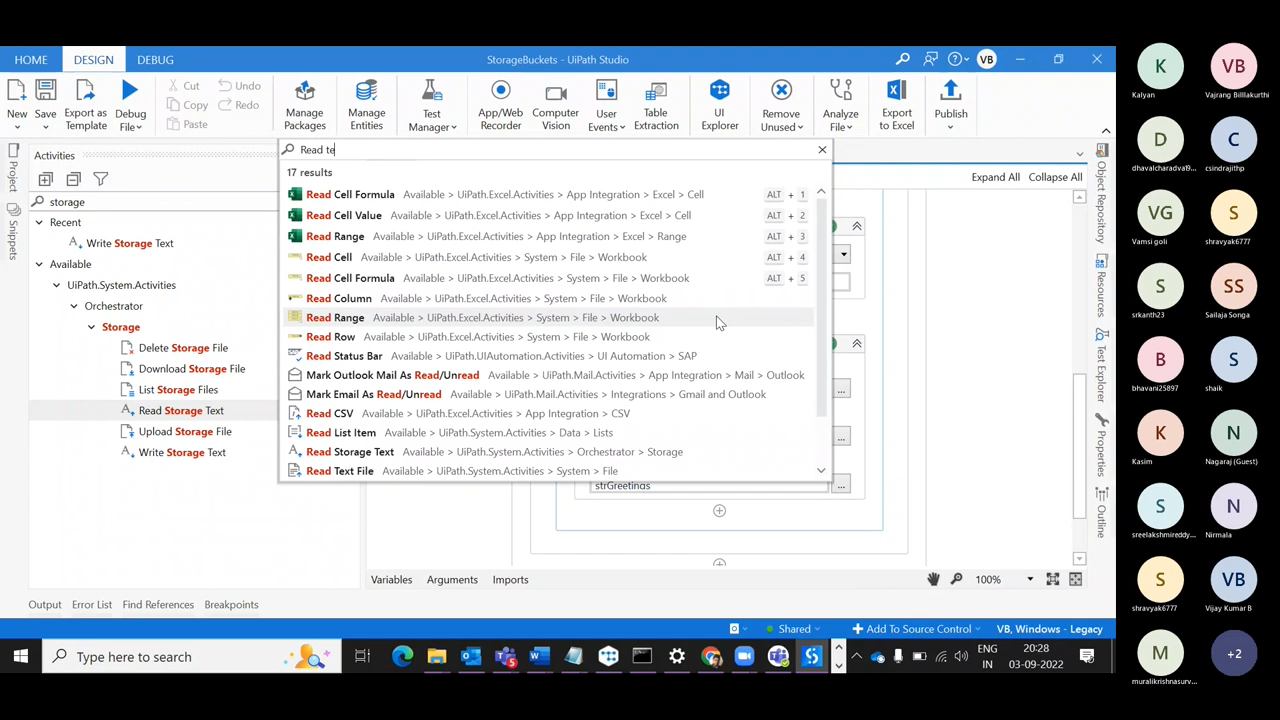 HOME
DESIGN
DEBUG
StorageBuckets - UiPath Studio
VB
New
Save
Export as Template
Debug File
Cut
Copy
Paste
Undo
Redo
Manage Packages
Manage Entities
Test Manager
App/Web Recorder
Computer Vision
User Events
Table Extraction
UI Explorer
Remove Unused
Analyze File
Export to Excel
Publish
Project
Snippets
Activities
storage
Recent
Write Storage Text
Available
UiPath.System.Activities
Orchestrator
Storage
Delete Storage File
Download Storage File
List Storage Files
Read Storage Text
Upload Storage File
Write Storage Text
Read te
17 results
Read Cell Formula Available > UiPath.Excel.Activities > App Integration > Excel > Cell ALT + 1
Read Cell Value Available > UiPath.Excel.Activities > App Integration > Excel > Cell ALT + 2
Read Range Available > UiPath.Excel.Activities > App Integration > Excel > Range ALT + 3
Read Cell Available > UiPath.Excel.Activities > System > File > Workbook ALT + 4
Read Cell Formula Available > UiPath.Excel.Activities > System > File > Workbook ALT + 5
Read Column Available > UiPath.Excel.Activities > System > File > Workbook
Read Range Available > UiPath.Excel.Activities > System > File > Workbook
Read Row Available > UiPath.Excel.Activities > System > File > Workbook
Read Status Bar Available > UiPath.UIAutomation.Activities > UI Automation > SAP
Mark Outlook Mail As Read/Unread Available > UiPath.Mail.Activities > App Integration > Mail > Outlook
Mark Email As Read/Unread Available > UiPath.Mail.Activities > Integrations > Gmail and Outlook
Read CSV Available > UiPath.Excel.Activities > App Integration > CSV
Read List Item Available > UiPath.System.Activities > Data > Lists
Read Storage Text Available > UiPath.System.Activities > Orchestrator > Storage
Read Text File Available > UiPath.System.Activities > System > File
Expand All Collapse All
strGreetings
Object Repository
Resources
Test Explorer
Properties
Outline
Variables
Arguments
Imports
100%
Output
Error List
Find References
Breakpoints
Shared
Add To Source Control
VB, Windows - Legacy
Type here to search
ENG
IN
20:28
03-09-2022
K
Kalyan
VB
Vajrang Billlakurthi
D
dhavalcharadva19...
C
csindrajithp
VG
Vamsi goli
S
shravyak6777
S
srkanth23
SS
Sailaja Songa
B
bhavani25897
S
shaik
K
Kasim
N
Nagaraj (Guest)
S
sreelakshmireddy...
N
Nirmala
S
shravyak6777
VB
Vijay Kumar B
M
muralikrishnasurv...
+2